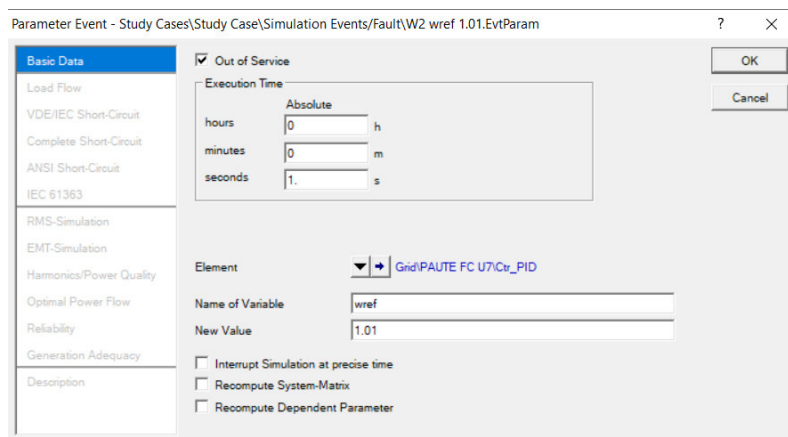 Parameter Event - Study Cases\Study Case\Simulation Events/Fault\W2 wref 1.01.EvtParam ? ×
Basic Data
Load Flow
VDE/IEC Short-Circuit
Complete Short-Circuit
ANSI Short-Circuit
IEC 61363
RMS-Simulation
EMT-Simulation
Harmonics/Power Quality
Optimal Power Flow
Reliability
Generation Adequacy
Description
Out of Service
Execution Time
Absolute
hours 0 h
minutes 0 m
seconds 1. s
Element Grid\PAUTE FC U7\Ctr_PID
Name of Variable wref
New Value 1.01
Interrupt Simulation at precise time
Recompute System-Matrix
Recompute Dependent Parameter
OK
Cancel